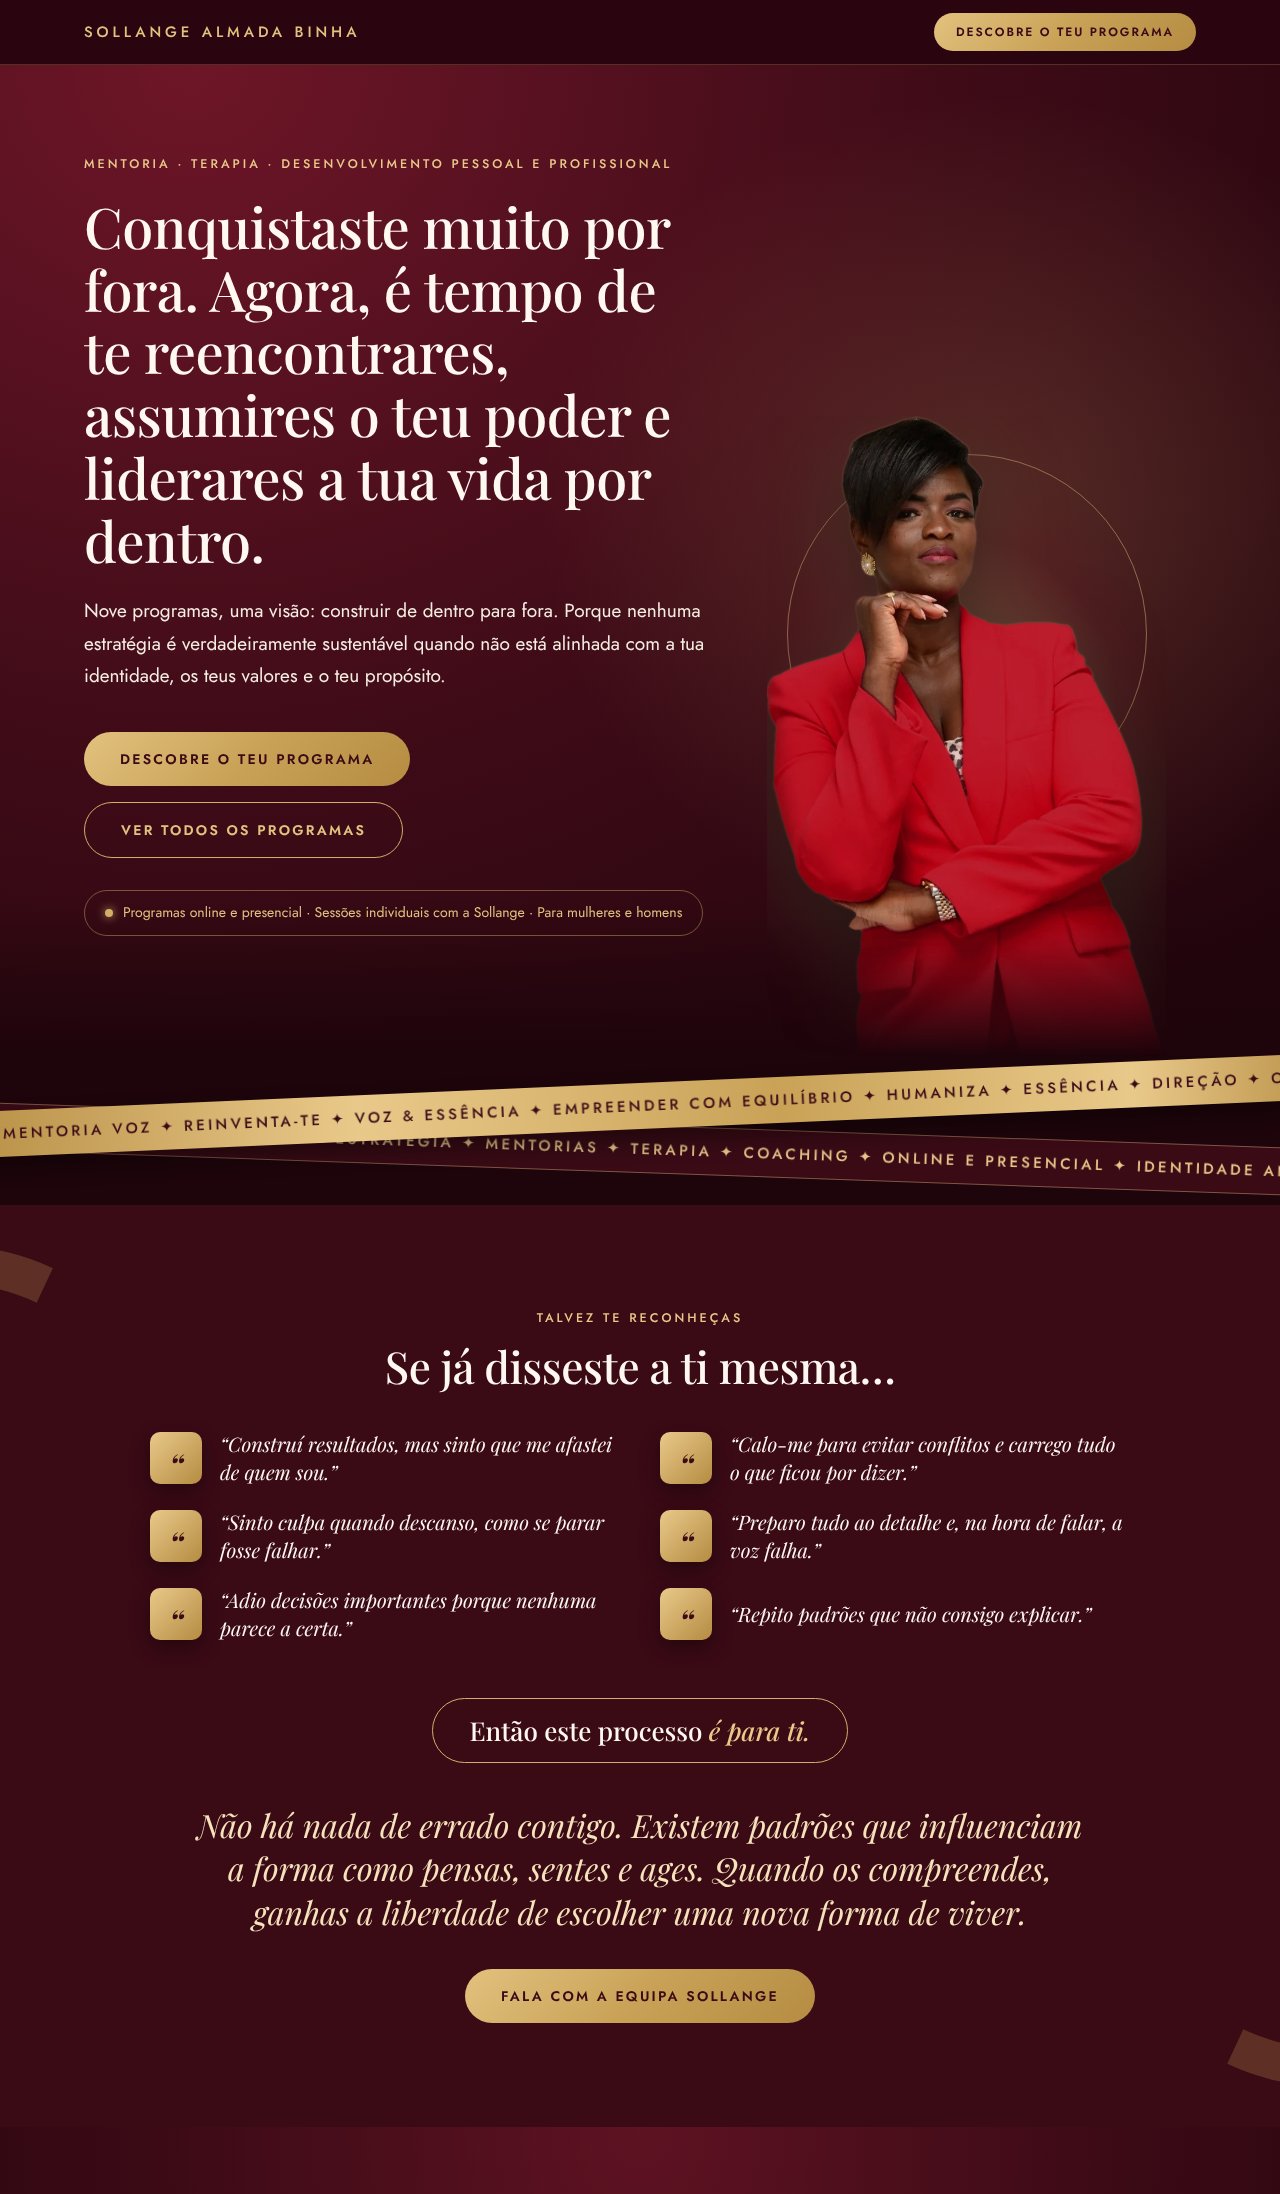 SOLLANGE ALMADA BINHA
DESCOBRE O TEU PROGRAMA
MENTORIA · TERAPIA · DESENVOLVIMENTO PESSOAL E PROFISSIONAL
Conquistaste muito por
fora. Agora, é tempo de
te reencontrares,
assumires o teu poder e
liderares a tua vida por
dentro.
Nove programas, uma visão: construir de dentro para fora. Porque nenhuma
estratégia é verdadeiramente sustentável quando não está alinhada com a tua
identidade, os teus valores e o teu propósito.
DESCOBRE O TEU PROGRAMA
VER TODOS OS PROGRAMAS
Programas online e presencial · Sessões individuais com a Sollange · Para mulheres e homens
MENTORIA VOZ ✦ REINVENTA-TE ✦ VOZ & ESSÊNCIA ✦ EMPREENDER COM EQUILÍBRIO ✦ HUMANIZA ✦ ESSÊNCIA ✦ DIREÇÃO ✦
ESTRATÉGIA ✦ MENTORIAS ✦ TERAPIA ✦ COACHING ✦ ONLINE E PRESENCIAL ✦ IDENTIDADE
TALVEZ TE RECONHEÇAS
Se já disseste a ti mesma…
“Construí resultados, mas sinto que me afastei
de quem sou.”
“Calo-me para evitar conflitos e carrego tudo
o que ficou por dizer.”
“Sinto culpa quando descanso, como se parar
fosse falhar.”
“Preparo tudo ao detalhe e, na hora de falar, a
voz falha.”
“Adio decisões importantes porque nenhuma
parece a certa.”
“Repito padrões que não consigo explicar.”
Então este processo é para ti.
Não há nada de errado contigo. Existem padrões que influenciam
a forma como pensas, sentes e ages. Quando os compreendes,
ganhas a liberdade de escolher uma nova forma de viver.
FALA COM A EQUIPA SOLLANGE